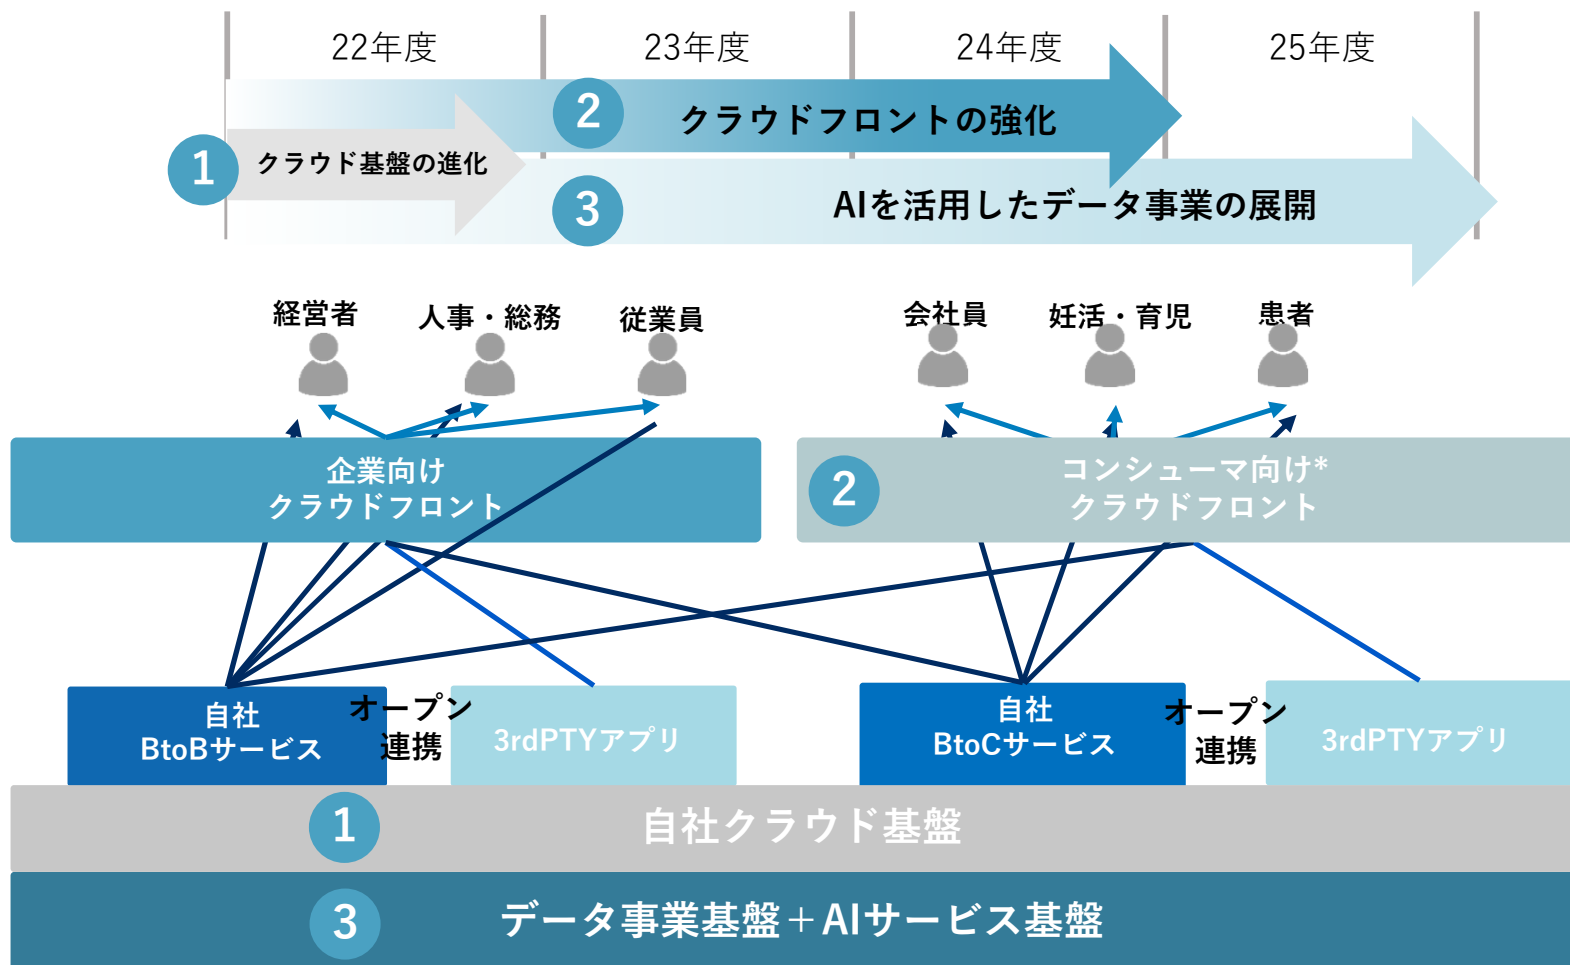 22年度
23年度
24年度
25年度
2
クラウドフロントの強化
1
クラウド基盤の進化
3
AIを活用したデータ事業の展開
経営者
人事・総務
従業員
会社員
妊活・育児
患者
企業向け
クラウドフロント
2
コンシューマ向け*
クラウドフロント
自社
BtoBサービス
オープン
連携
3rdPTYアプリ
自社
BtoCサービス
オープン
連携
3rdPTYアプリ
1
自社クラウド基盤
3
データ事業基盤＋AIサービス基盤